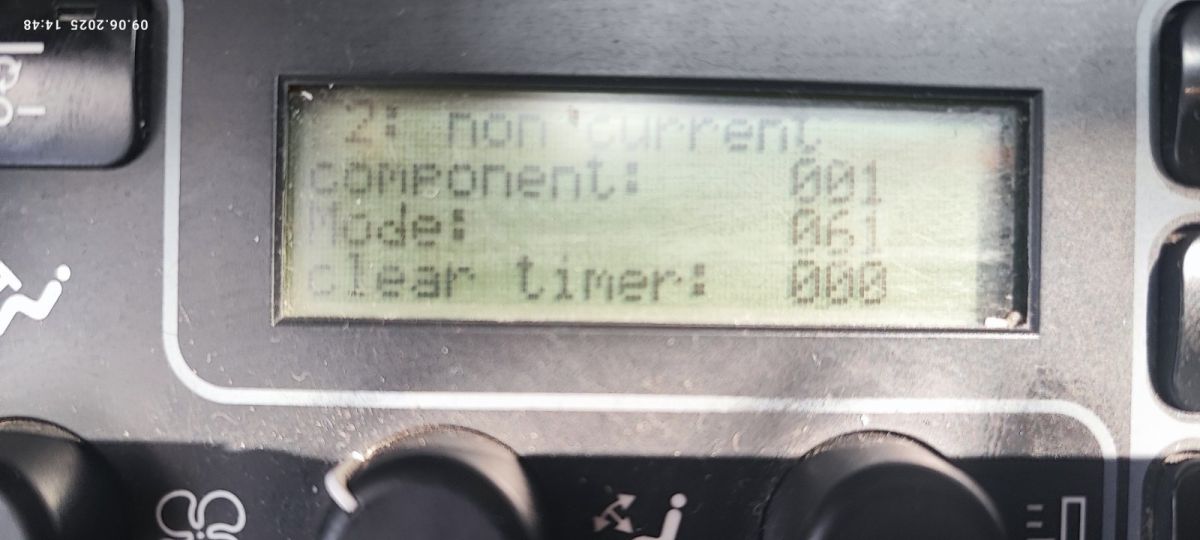 09.06.2025 14:48
2: non current
component: 001
Mode: 061
clear timer: 000